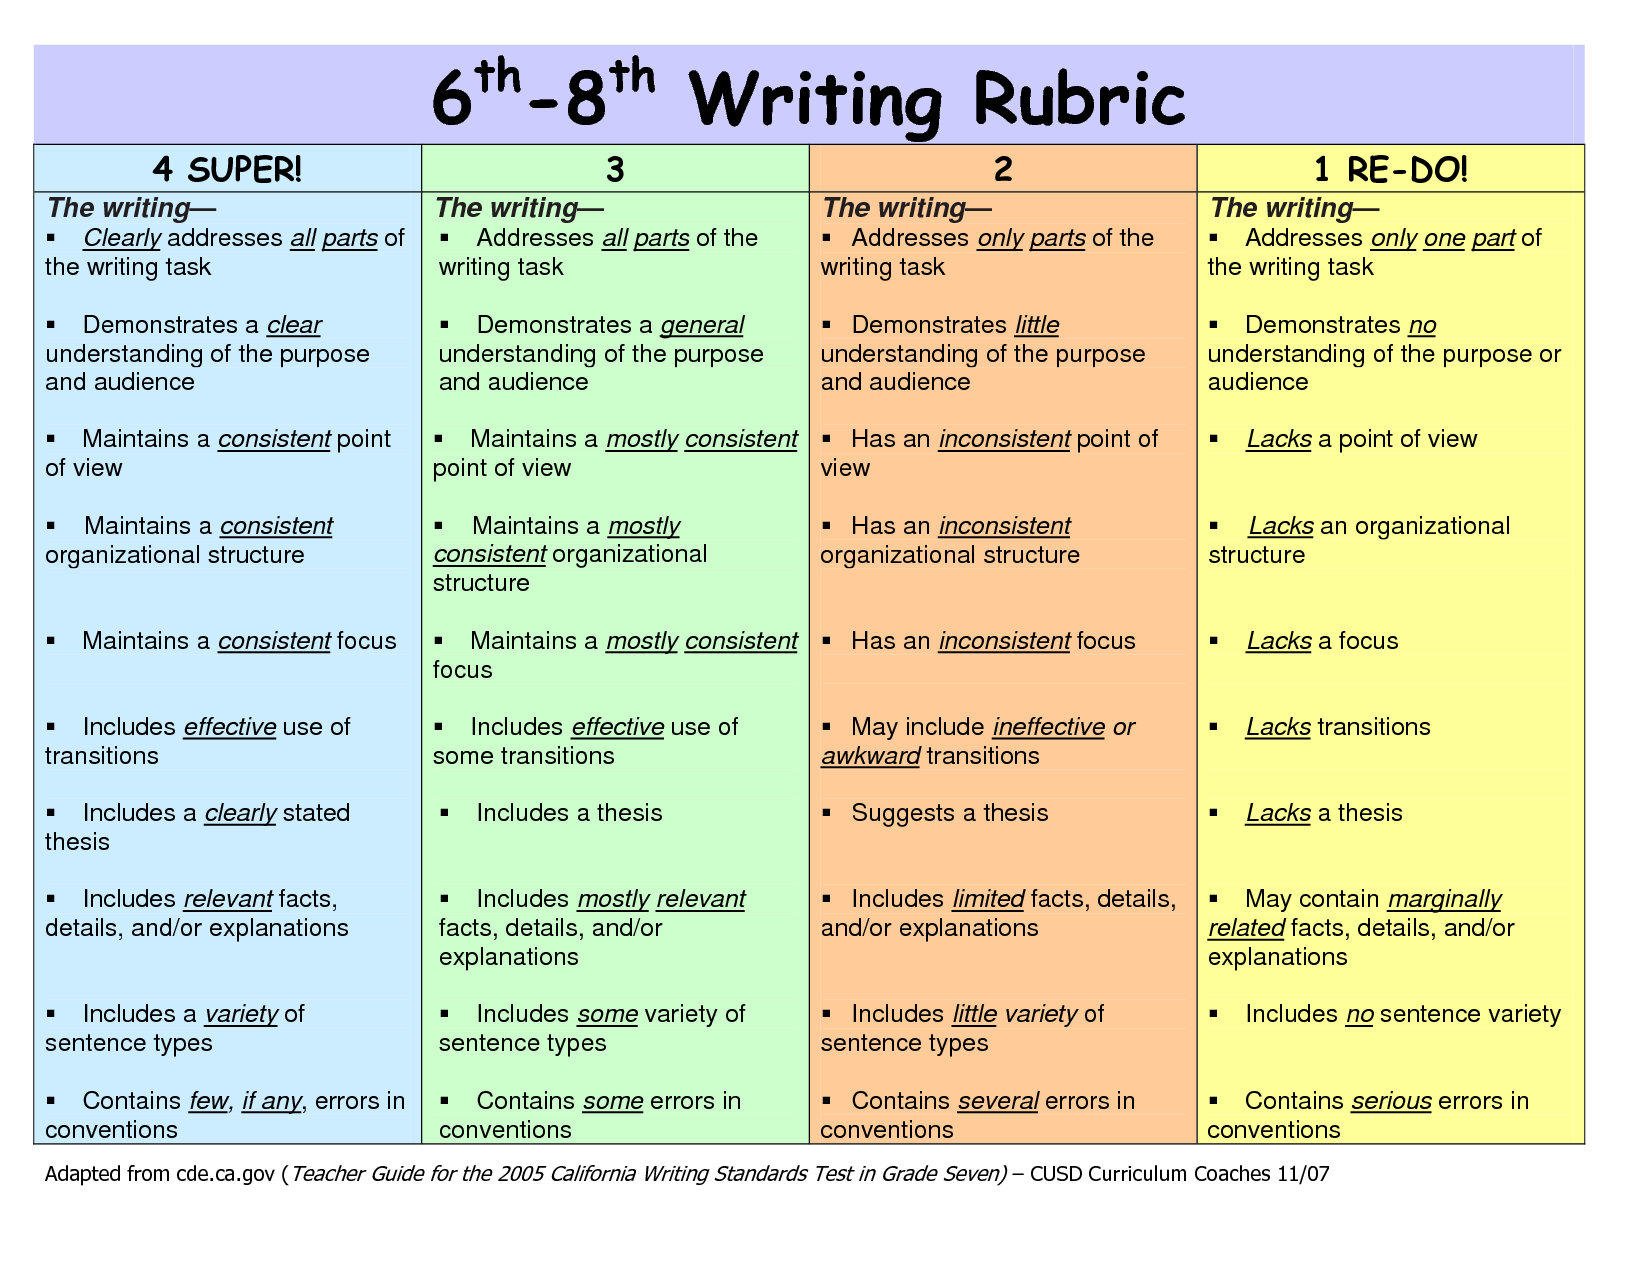 6th-8th Writing Rubric
4 SUPER!
The writing—
▪ Clearly addresses all parts of
the writing task
▪ Demonstrates a clear
understanding of the purpose
and audience
▪ Maintains a consistent point
of view
▪ Maintains a consistent
organizational structure
▪ Maintains a consistent focus
▪ Includes effective use of
transitions
▪ Includes a clearly stated
thesis
▪ Includes relevant facts,
details, and/or explanations
▪ Includes a variety of
sentence types
▪ Contains few, if any, errors in
conventions
3
The writing—
▪ Addresses all parts of the
writing task
▪ Demonstrates a general
understanding of the purpose
and audience
▪ Maintains a mostly consistent
point of view
▪ Maintains a mostly
consistent organizational
structure
▪ Maintains a mostly consistent
focus
▪ Includes effective use of
some transitions
▪ Includes a thesis
▪ Includes mostly relevant
facts, details, and/or
explanations
▪ Includes some variety of
sentence types
▪ Contains some errors in
conventions
2
The writing—
▪ Addresses only parts of the
writing task
▪ Demonstrates little
understanding of the purpose
and audience
▪ Has an inconsistent point of
view
▪ Has an inconsistent
organizational structure
▪ Has an inconsistent focus
▪ May include ineffective or
awkward transitions
▪ Suggests a thesis
▪ Includes limited facts, details,
and/or explanations
▪ Includes little variety of
sentence types
▪ Contains several errors in
conventions
1 RE-DO!
The writing—
▪ Addresses only one part of
the writing task
▪ Demonstrates no
understanding of the purpose or
audience
▪ Lacks a point of view
▪ Lacks an organizational
structure
▪ Lacks a focus
▪ Lacks transitions
▪ Lacks a thesis
▪ May contain marginally
related facts, details, and/or
explanations
▪ Includes no sentence variety
▪ Contains serious errors in
conventions
Adapted from cde.ca.gov (Teacher Guide for the 2005 California Writing Standards Test in Grade Seven) – CUSD Curriculum Coaches 11/07